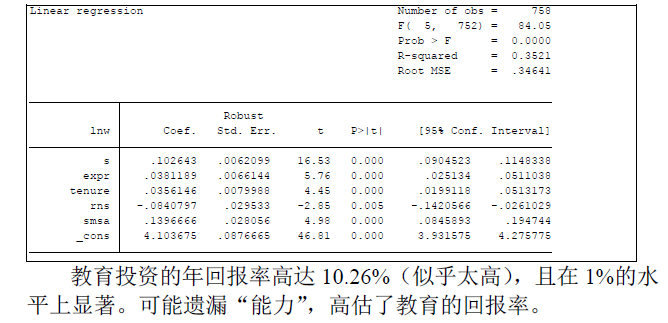 Linear regression Number of obs = 758
F( 5, 752) = 84.05
Prob > F = 0.0000
R-squared = 0.3521
Root MSE = .34641
Robust
lnw Coef. Std. Err. t P>|t| [95% Conf. Interval]
s .102643 .0062099 16.53 0.000 .0904523 .1148338
expr .0381189 .0066144 5.76 0.000 .025134 .0511038
tenure .0356146 .0079988 4.45 0.000 .0199118 .0513173
rns -.0840797 .029533 -2.85 0.005 -.1420566 -.0261029
smsa .1396666 .028056 4.98 0.000 .0845893 .194744
_cons 4.103675 .0876665 46.81 0.000 3.931575 4.275775
教育投资的年回报率高达 10.26%（似乎太高），且在 1%的水
平上显著。可能遗漏“能力”，高估了教育的回报率。